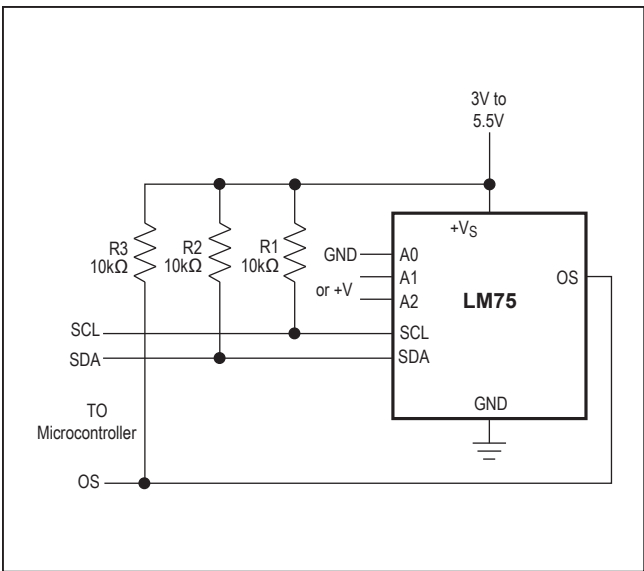 3V to
5.5V
+VS
R3
10kΩ
R2
10kΩ
R1
10kΩ
GND
or +V
A0
A1
A2
LM75
OS
SCL
SCL
SDA
SDA
GND
TO
Microcontroller
OS